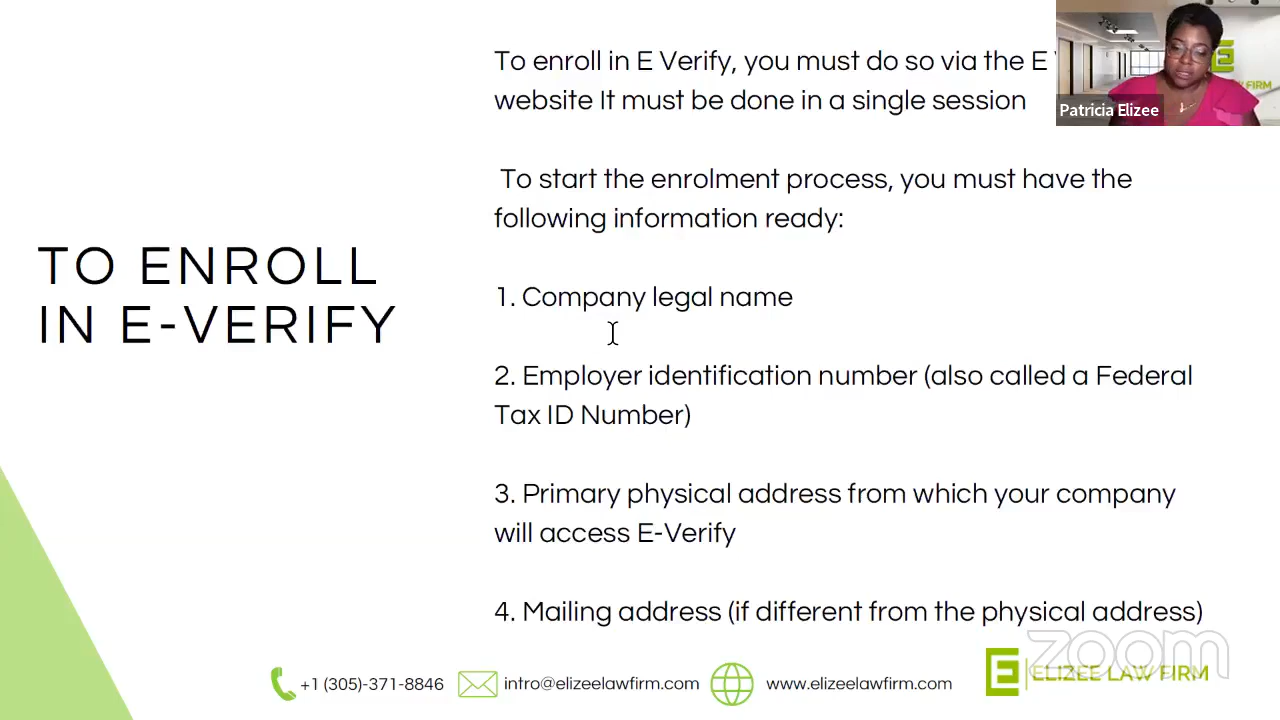 To enroll in E Verify, you must do so via the E
website It must be done in a single session
To start the enrolment process, you must have the
following information ready:
TO ENROLL
IN E-VERIFY
1. Company legal name
2. Employer identification number (also called a Federal
Tax ID Number)
3. Primary physical address from which your company
will access E-Verify
4. Mailing address (if different from the physical address)
+1 (305)-371-8846
intro@elizeelawfirm.com
www.elizeelawfirm.com
E ELIZEE LAW FIRM
zoom
Patricia Elizee
E
FIRM